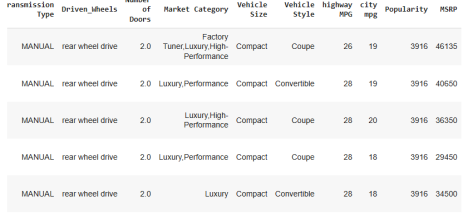 ransmission Type Driven_Wheels Number of Doors Market Category Vehicle Size Vehicle Style highway MPG city mpg Popularity MSRP
MANUAL rear wheel drive 2.0 Factory Tuner,Luxury,High-Performance Compact Coupe 26 19 3916 46135
MANUAL rear wheel drive 2.0 Luxury,Performance Compact Convertible 28 19 3916 40650
MANUAL rear wheel drive 2.0 Luxury,High-Performance Compact Coupe 28 20 3916 36350
MANUAL rear wheel drive 2.0 Luxury,Performance Compact Coupe 28 18 3916 29450
MANUAL rear wheel drive 2.0 Luxury Compact Convertible 28 18 3916 34500